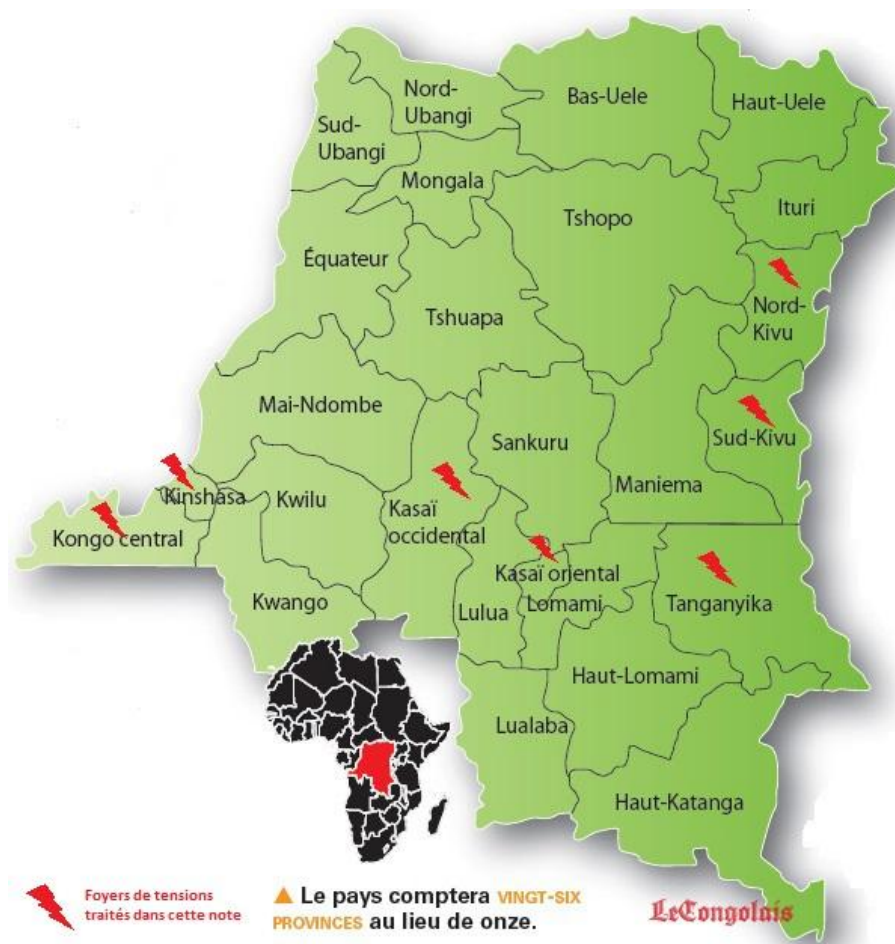 Nord-
Ubangi
Bas-Uele
Haut-Uele
Sud-
Ubangi
Mongala
Ituri
Tshopo
Équateur
Nord-
Kivu
Tshuapa
Mai-Ndombe
Sankuru
Sud-Kivu
Kinshasa
Kwilu
Maniema
Kasaï
occidental
Kongo central
Kasaï oriental
Kwango
Lulua
Lomami
Tanganyika
Haut-Lomami
Lualaba
Haut-Katanga
Foyers de tensions
traités dans cette note
▲ Le pays comptera VINGT-SIX
PROVINCES au lieu de onze.
LeCongolais